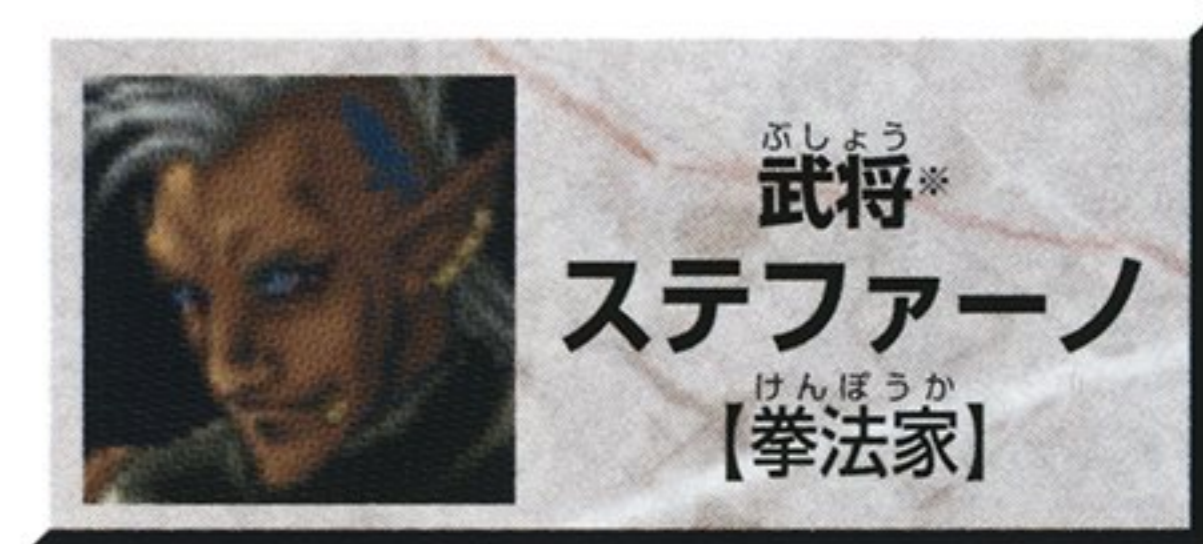 ぶしょう
武将※
ステファーノ
けんぽうか
【拳法家】